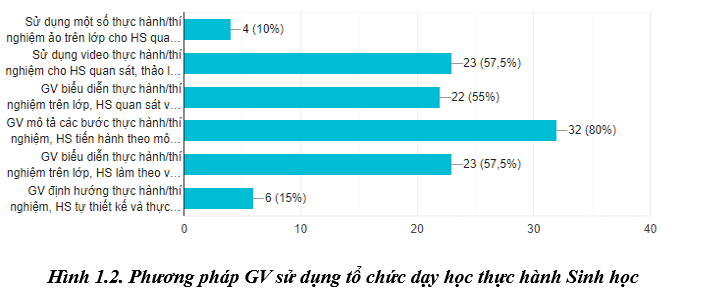 Sử dụng một số thực hành/thí
nghiệm ảo trên lớp cho HS qua…
4 (10%)
Sử dụng video thực hành/thí
nghiệm cho HS quan sát, thảo l…
23 (57,5%)
GV biểu diễn thực hành/thí
nghiệm trên lớp, HS quan sát v…
22 (55%)
GV mô tả các bước thực hành/thí
nghiệm, HS tiến hành theo mô…
32 (80%)
GV biểu diễn thực hành/thí
nghiệm trên lớp, HS làm theo v…
23 (57,5%)
GV định hướng thực hành/thí
nghiệm, HS tự thiết kế và thực…
6 (15%)
0 10 20 30 40
Hình 1.2. Phương pháp GV sử dụng tổ chức dạy học thực hành Sinh học